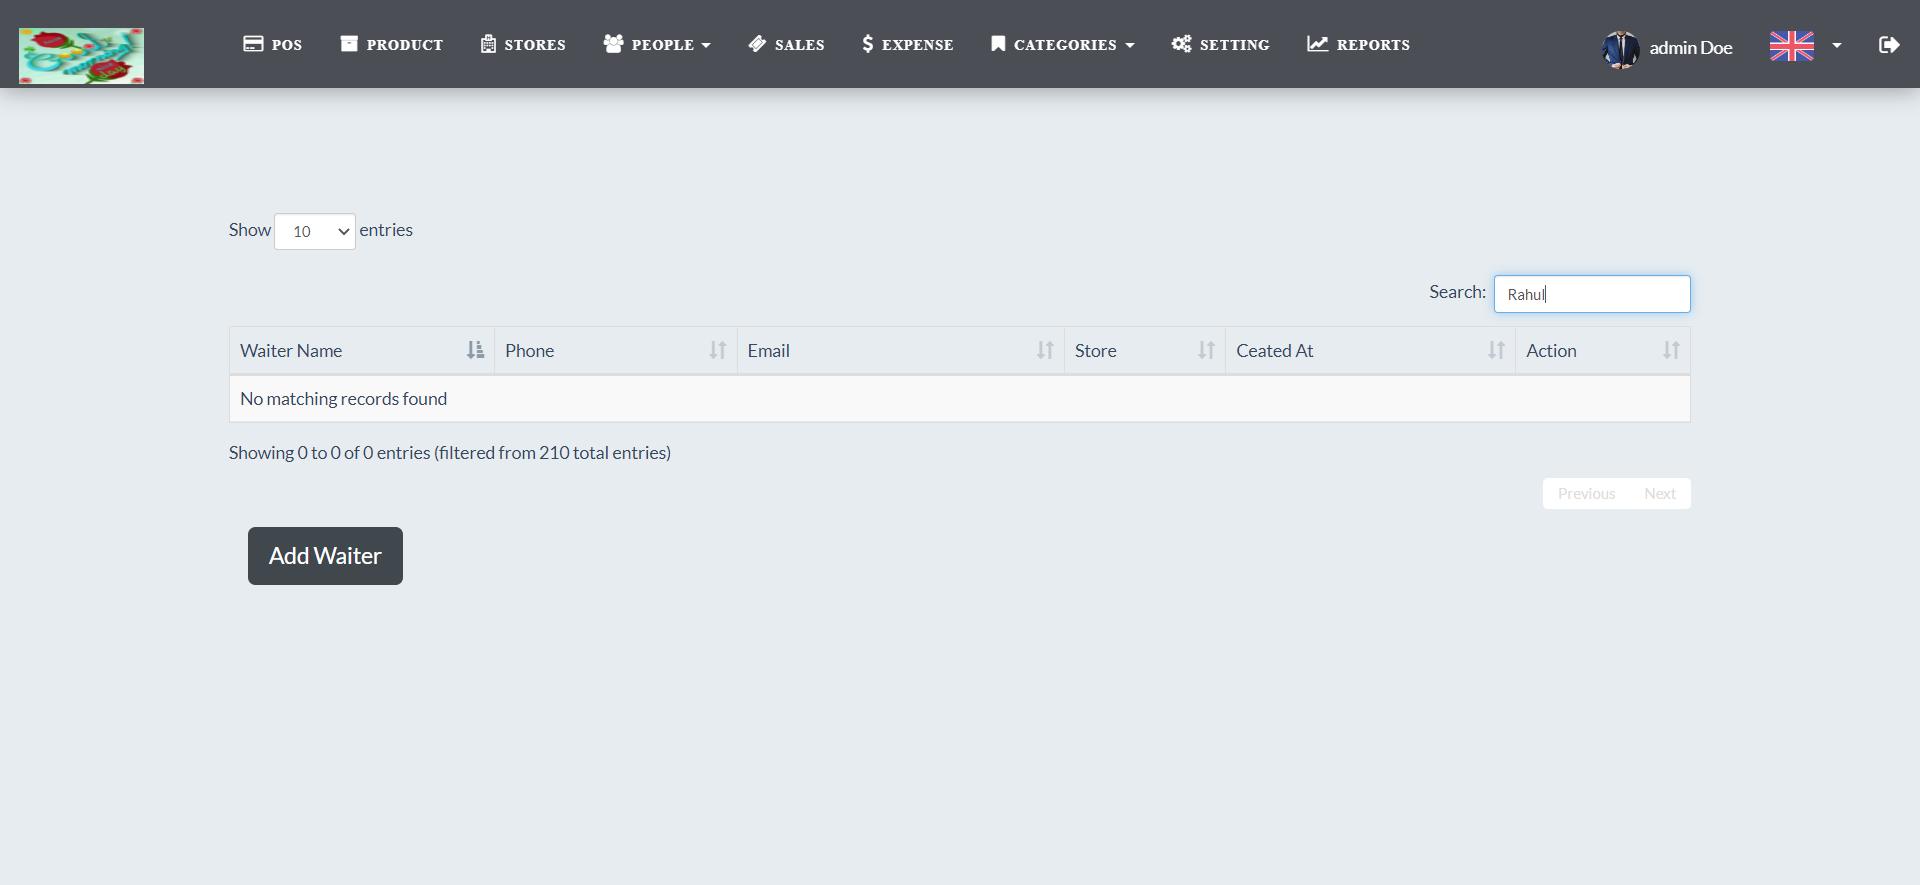 POS PRODUCT STORES PEOPLE SALES EXPENSE CATEGORIES SETTING REPORTS admin Doe
Show 10 entries
Search: Rahul
Waiter Name Phone Email Store Ceated At Action
No matching records found
Showing 0 to 0 of 0 entries (filtered from 210 total entries)
Previous Next
Add Waiter